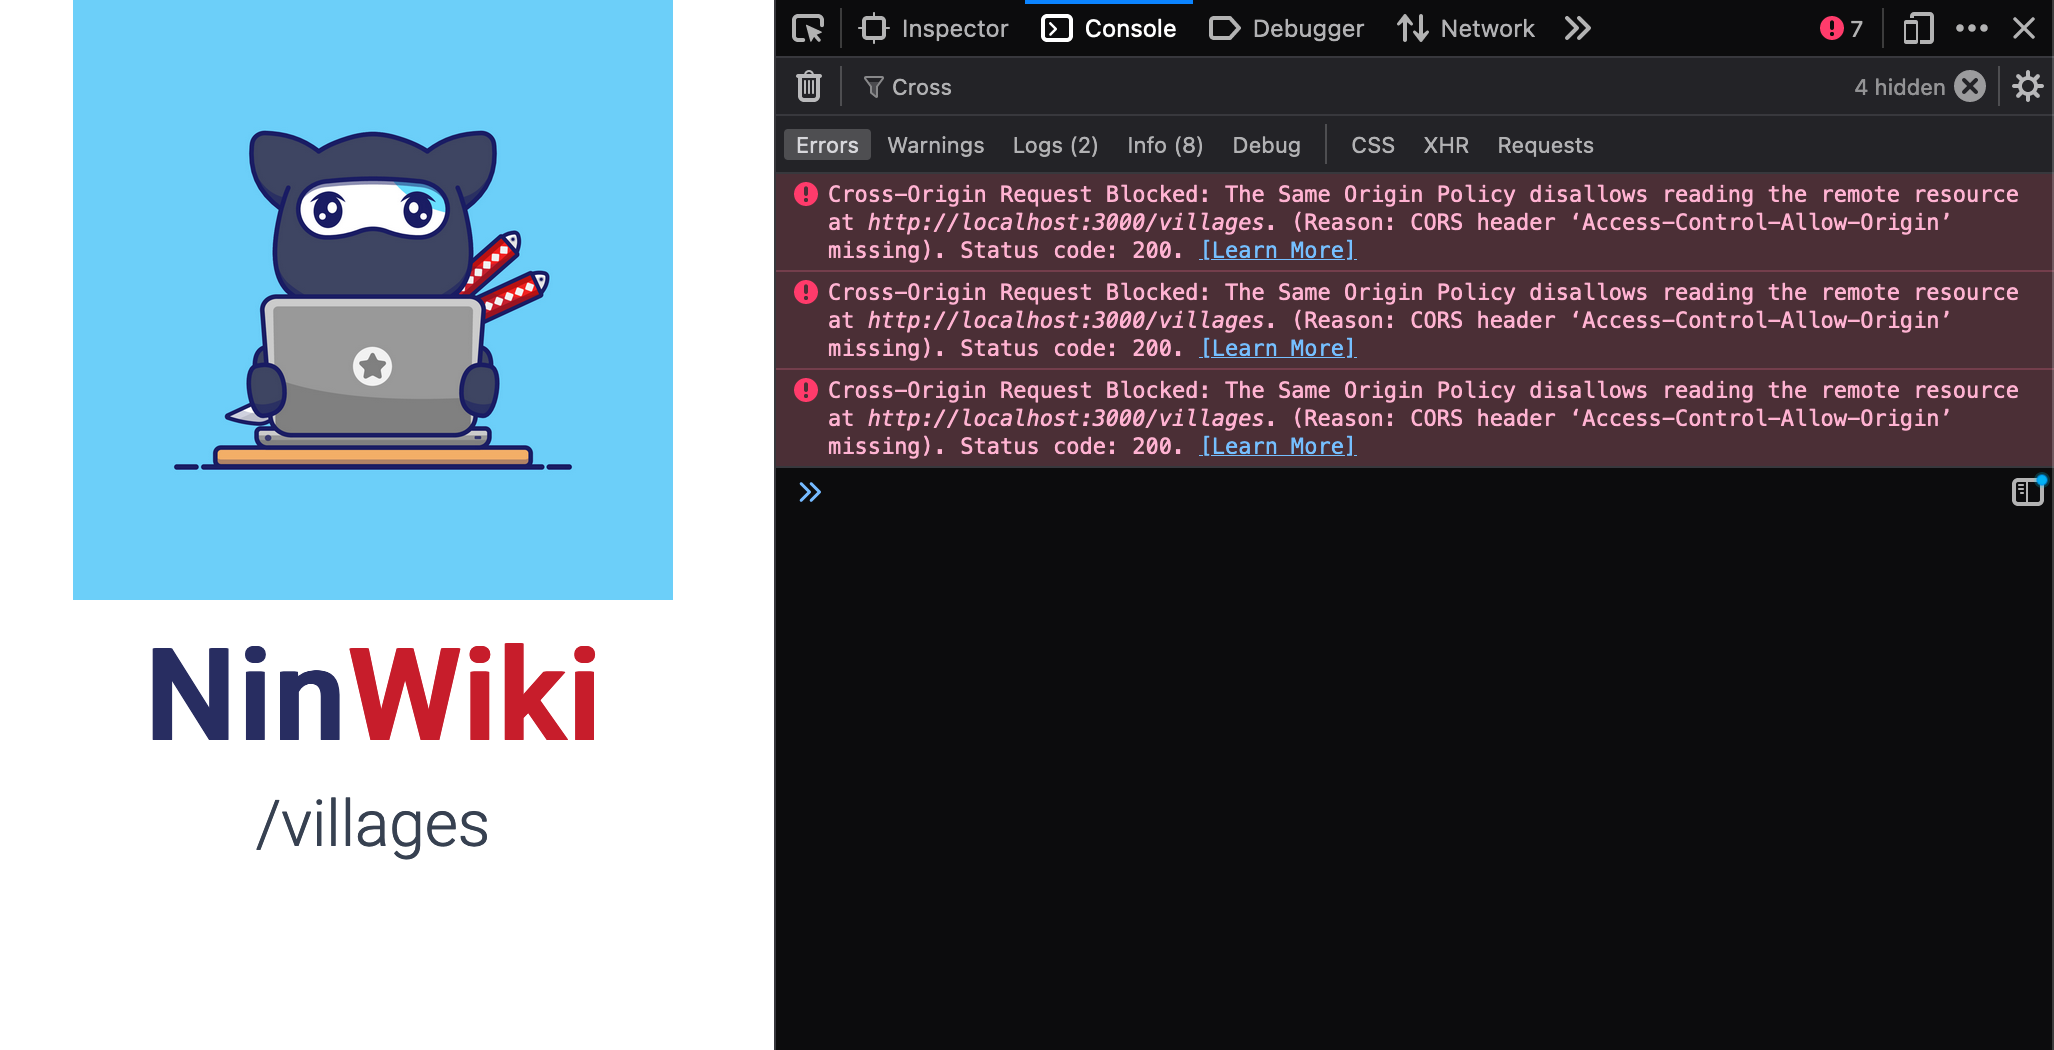 NinWiki
/villages
Inspector Console Debugger Network 7
Cross 4 hidden
Errors Warnings Logs (2) Info (8) Debug CSS XHR Requests
Cross-Origin Request Blocked: The Same Origin Policy disallows reading the remote resource
at http://localhost:3000/villages. (Reason: CORS header ‘Access-Control-Allow-Origin’
missing). Status code: 200. [Learn More]
Cross-Origin Request Blocked: The Same Origin Policy disallows reading the remote resource
at http://localhost:3000/villages. (Reason: CORS header ‘Access-Control-Allow-Origin’
missing). Status code: 200. [Learn More]
Cross-Origin Request Blocked: The Same Origin Policy disallows reading the remote resource
at http://localhost:3000/villages. (Reason: CORS header ‘Access-Control-Allow-Origin’
missing). Status code: 200. [Learn More]